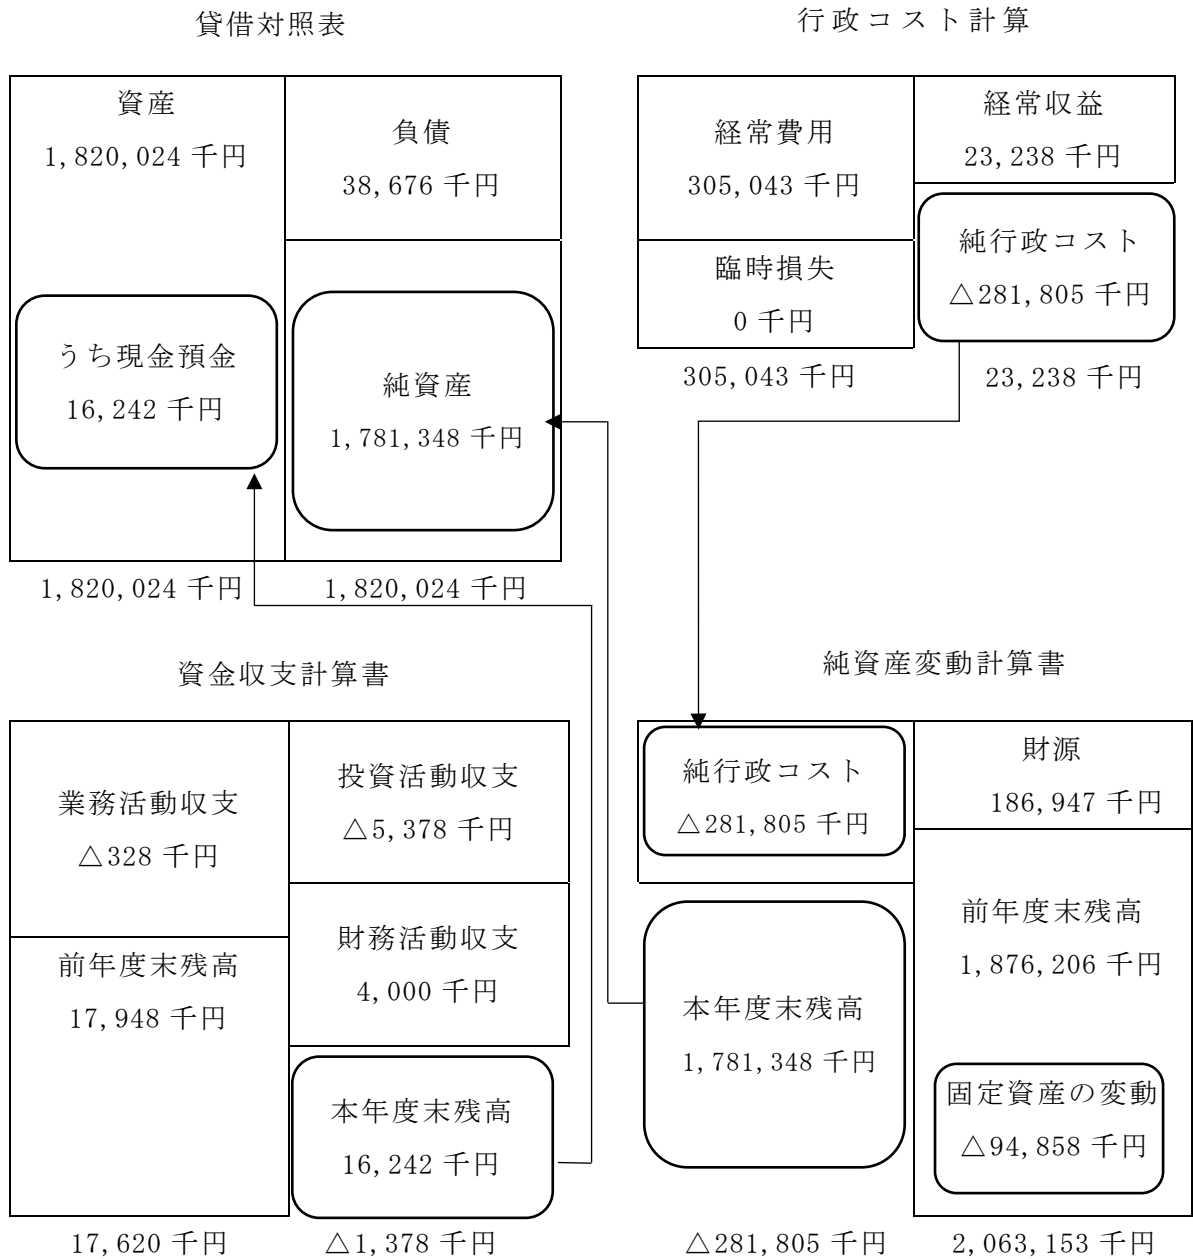 貸借対照表
資産
1,820,024 千円
負債
38,676 千円
うち現金預金
16,242 千円
純資産
1,781,348 千円
1,820,024 千円
1,820,024 千円
行政コスト計算
経常費用
305,043 千円
経常収益
23,238 千円
臨時損失
0 千円
純行政コスト
△281,805 千円
305,043 千円
23,238 千円
資金収支計算書
業務活動収支
△328 千円
投資活動収支
△5,378 千円
前年度末残高
17,948 千円
財務活動収支
4,000 千円
本年度末残高
16,242 千円
17,620 千円
△1,378 千円
純資産変動計算書
純行政コスト
△281,805 千円
財源
186,947 千円
本年度末残高
1,781,348 千円
前年度末残高
1,876,206 千円
固定資産の変動
△94,858 千円
△281,805 千円
2,063,153 千円